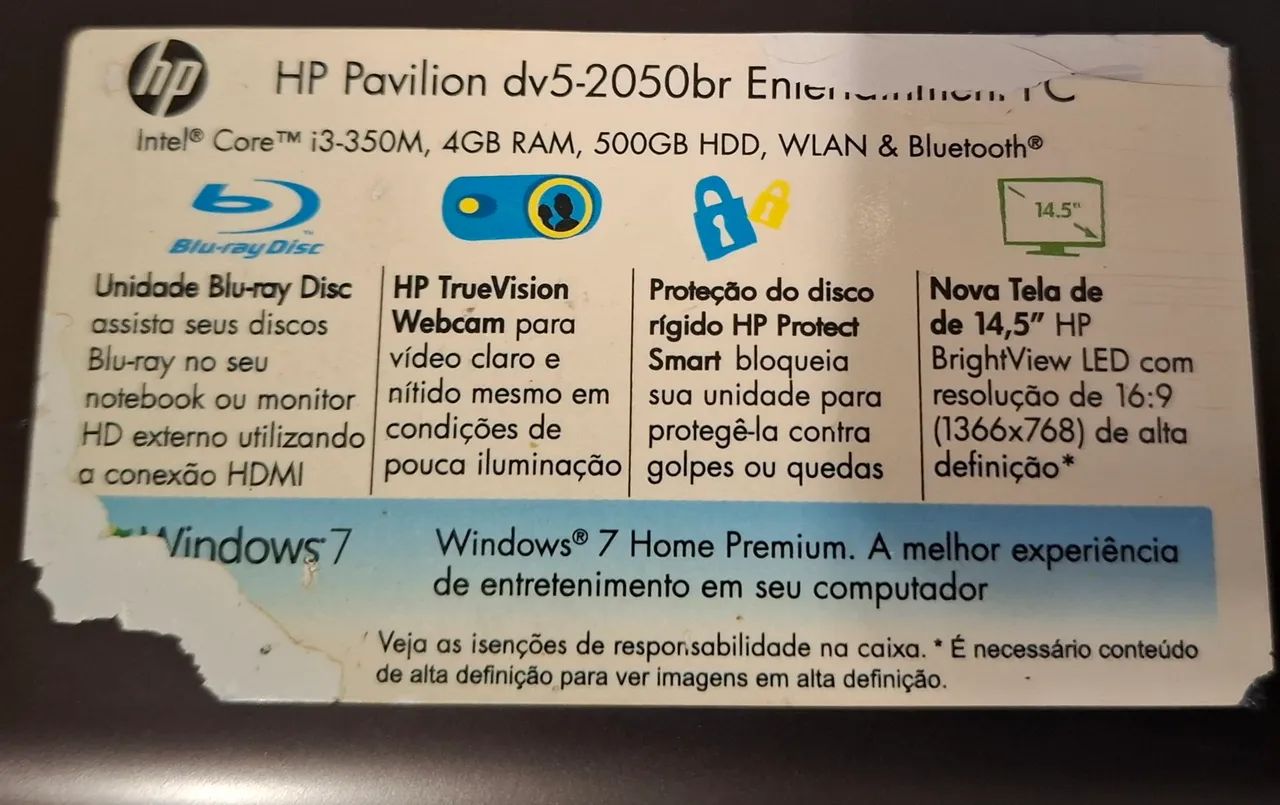 hp
HP Pavilion dv5-2050br Entertainment PC
Intel® Core™ i3-350M, 4GB RAM, 500GB HDD, WLAN & Bluetooth®
Blu-ray Disc™
14.5"
Unidade Blu-ray Disc
assista seus discos
Blu-ray no seu
notebook ou monitor
HD externo utilizando
a conexão HDMI
HP TrueVision
Webcam para
vídeo claro e
nítido mesmo em
condições de
pouca iluminação
Proteção do disco
rígido HP Protect
Smart bloqueia
sua unidade para
protegê-la contra
golpes ou quedas
Nova Tela de
de 14,5" HP
BrightView LED com
resolução de 16:9
(1366x768) de alta
definição*
Windows 7
Windows® 7 Home Premium. A melhor experiência
de entretenimento em seu computador
Veja as isenções de responsabilidade na caixa. * É necessário conteúdo
de alta definição para ver imagens em alta definição.